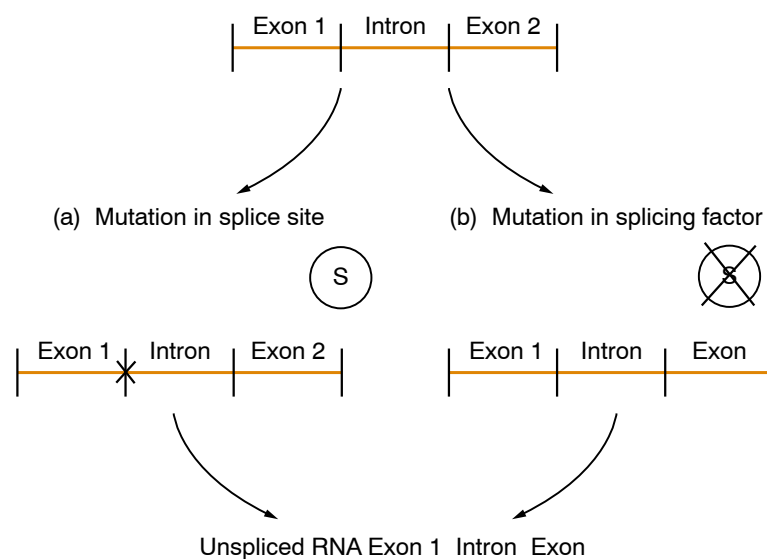 Exon 1 Intron Exon 2
(a) Mutation in splice site
(b) Mutation in splicing factor
S
S
Exon 1 Intron Exon 2
Exon 1 Intron Exon
Unspliced RNA Exon 1 Intron Exon